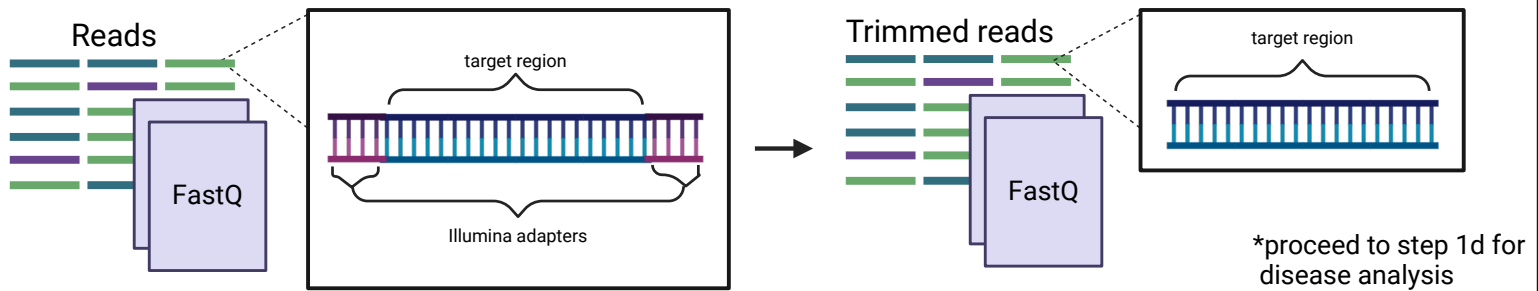 Reads
target region
FastQ
Illumina adapters
Trimmed reads
target region
FastQ
*proceed to step 1d for
disease analysis